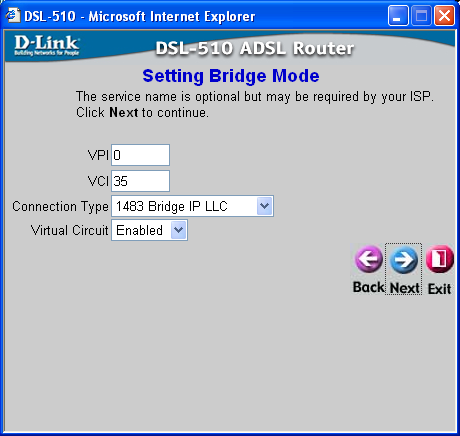 DSL-510 - Microsoft Internet Explorer
D-Link
Building Networks for People
DSL-510 ADSL Router
Setting Bridge Mode
The service name is optional but may be required by your ISP.
Click Next to continue.
VPI 0
VCI 35
Connection Type 1483 Bridge IP LLC
Virtual Circuit Enabled
Back Next Exit